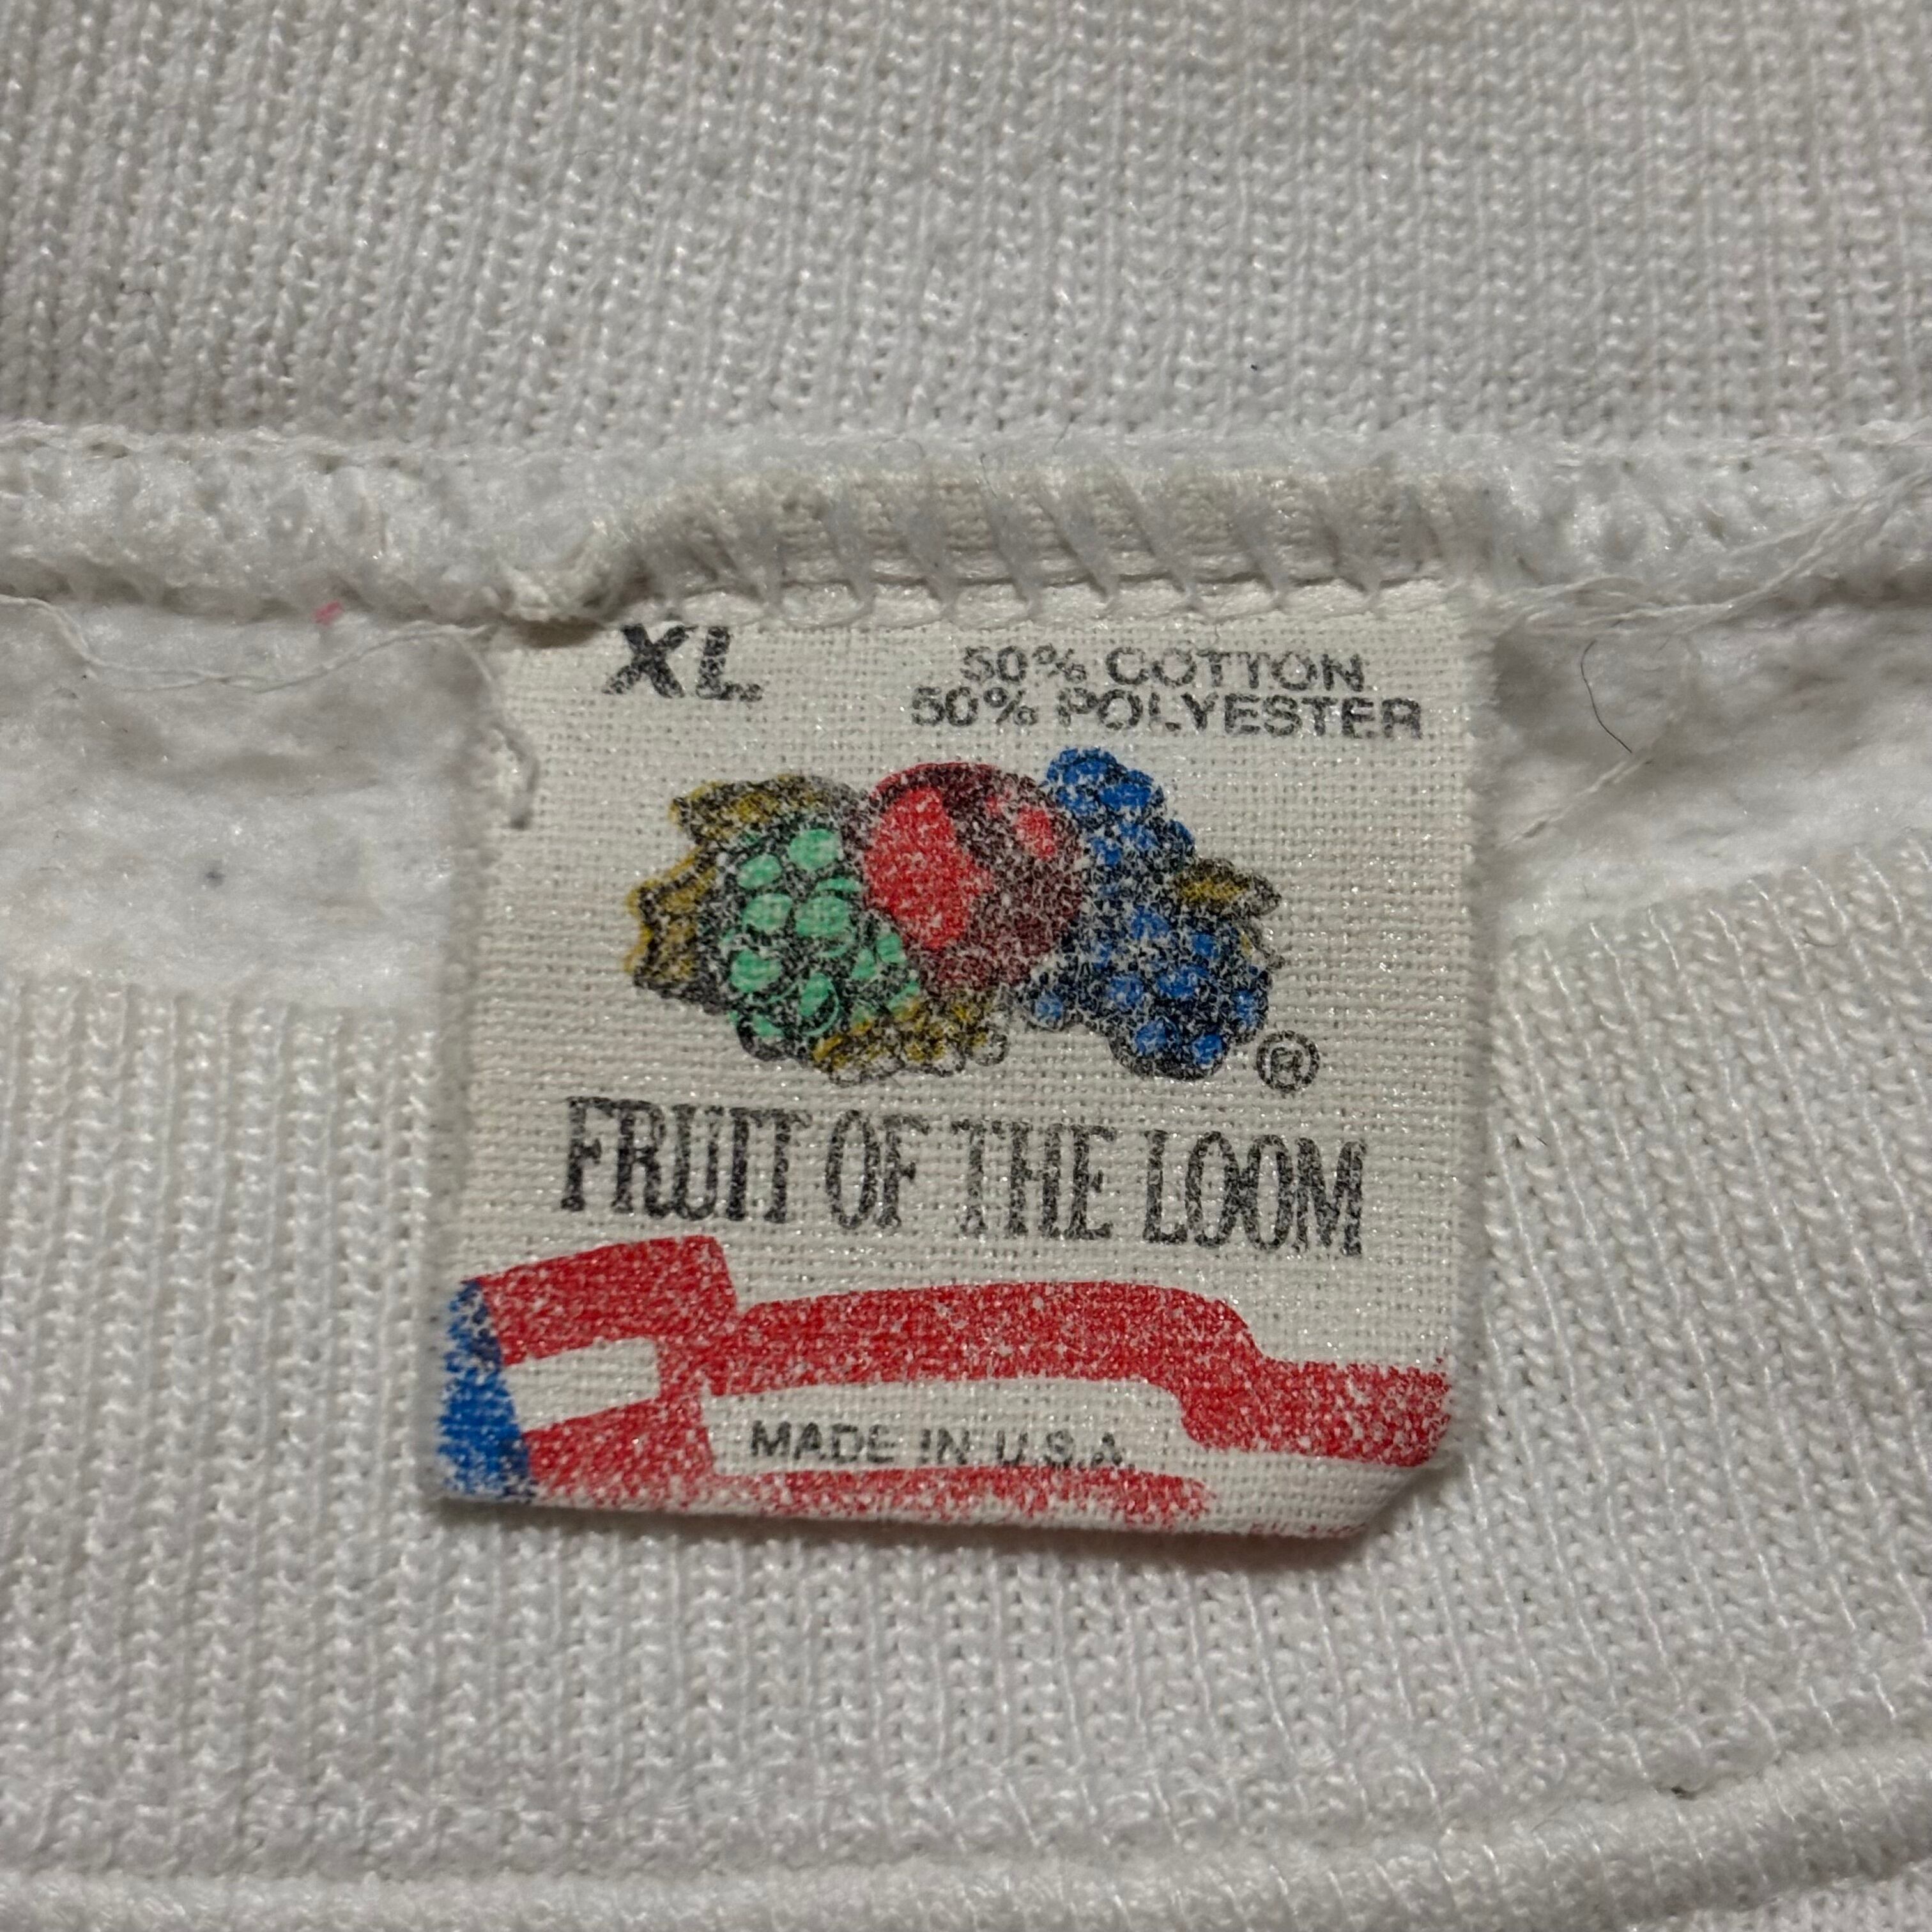 XL
50% COTTON
50% POLYESTER
®
FRUIT OF THE LOOM
MADE IN U.S.A.